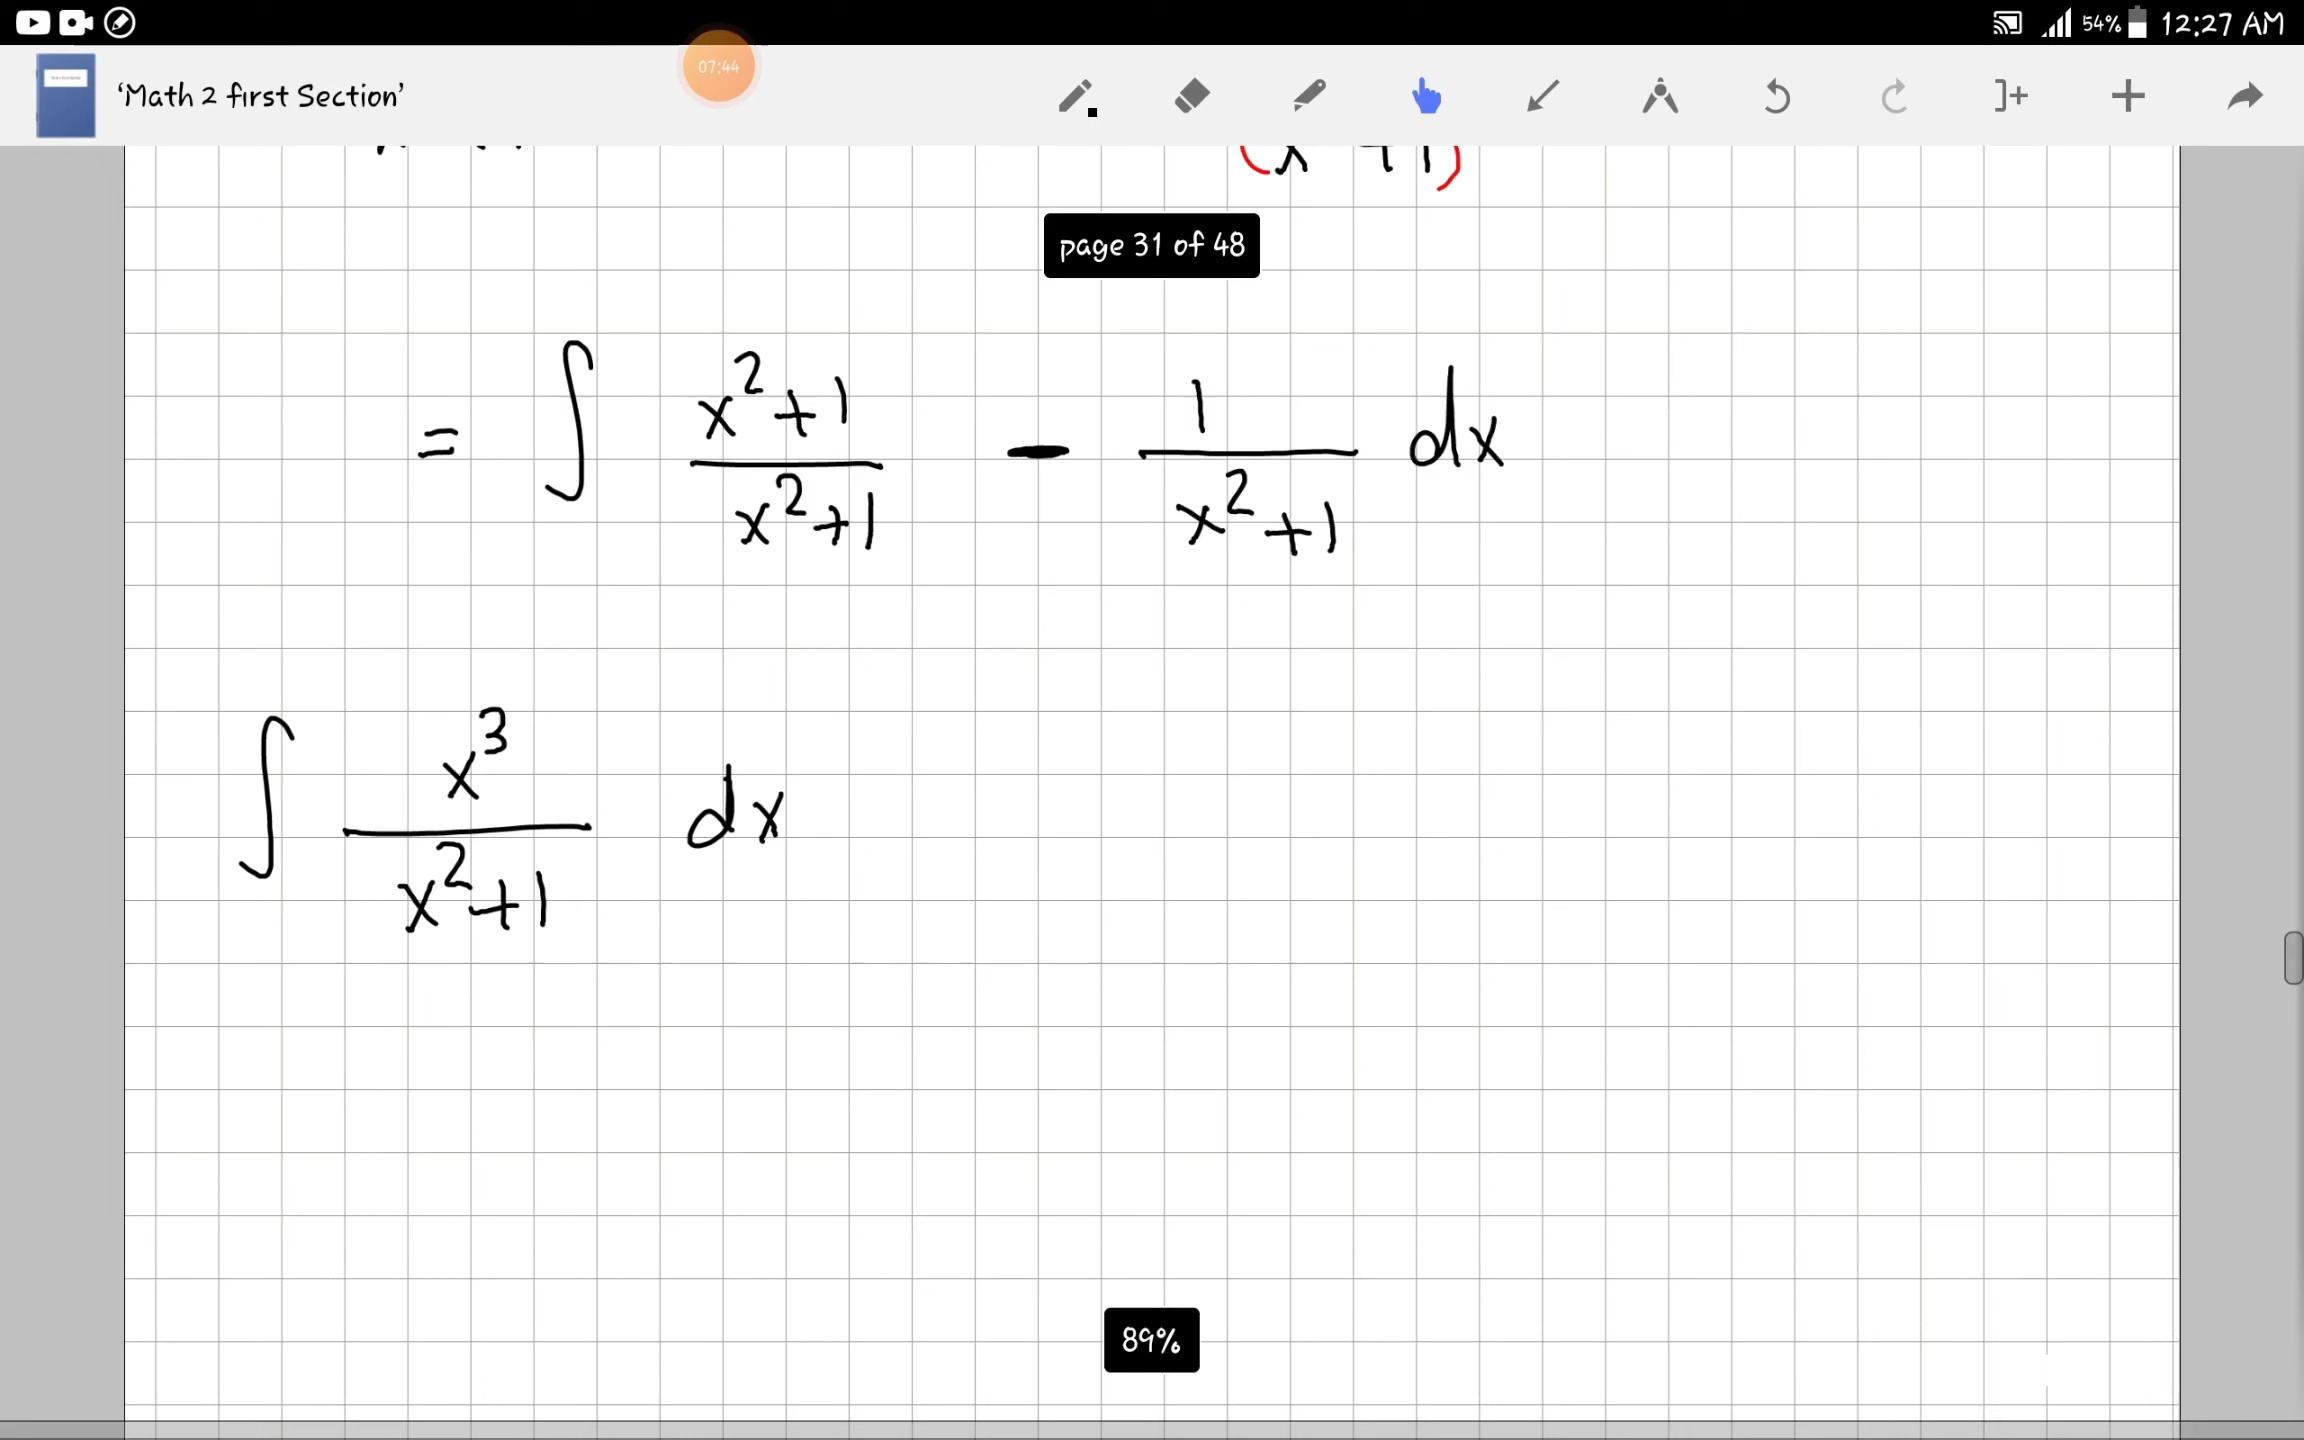 54% 12:27 AM
07:44
‘Math 2 first Section’
(x +1)
page 31 of 48
= ∫ (x²+1)/(x²+1) - 1/(x²+1) dx
∫ x³/(x²+1) dx
89%